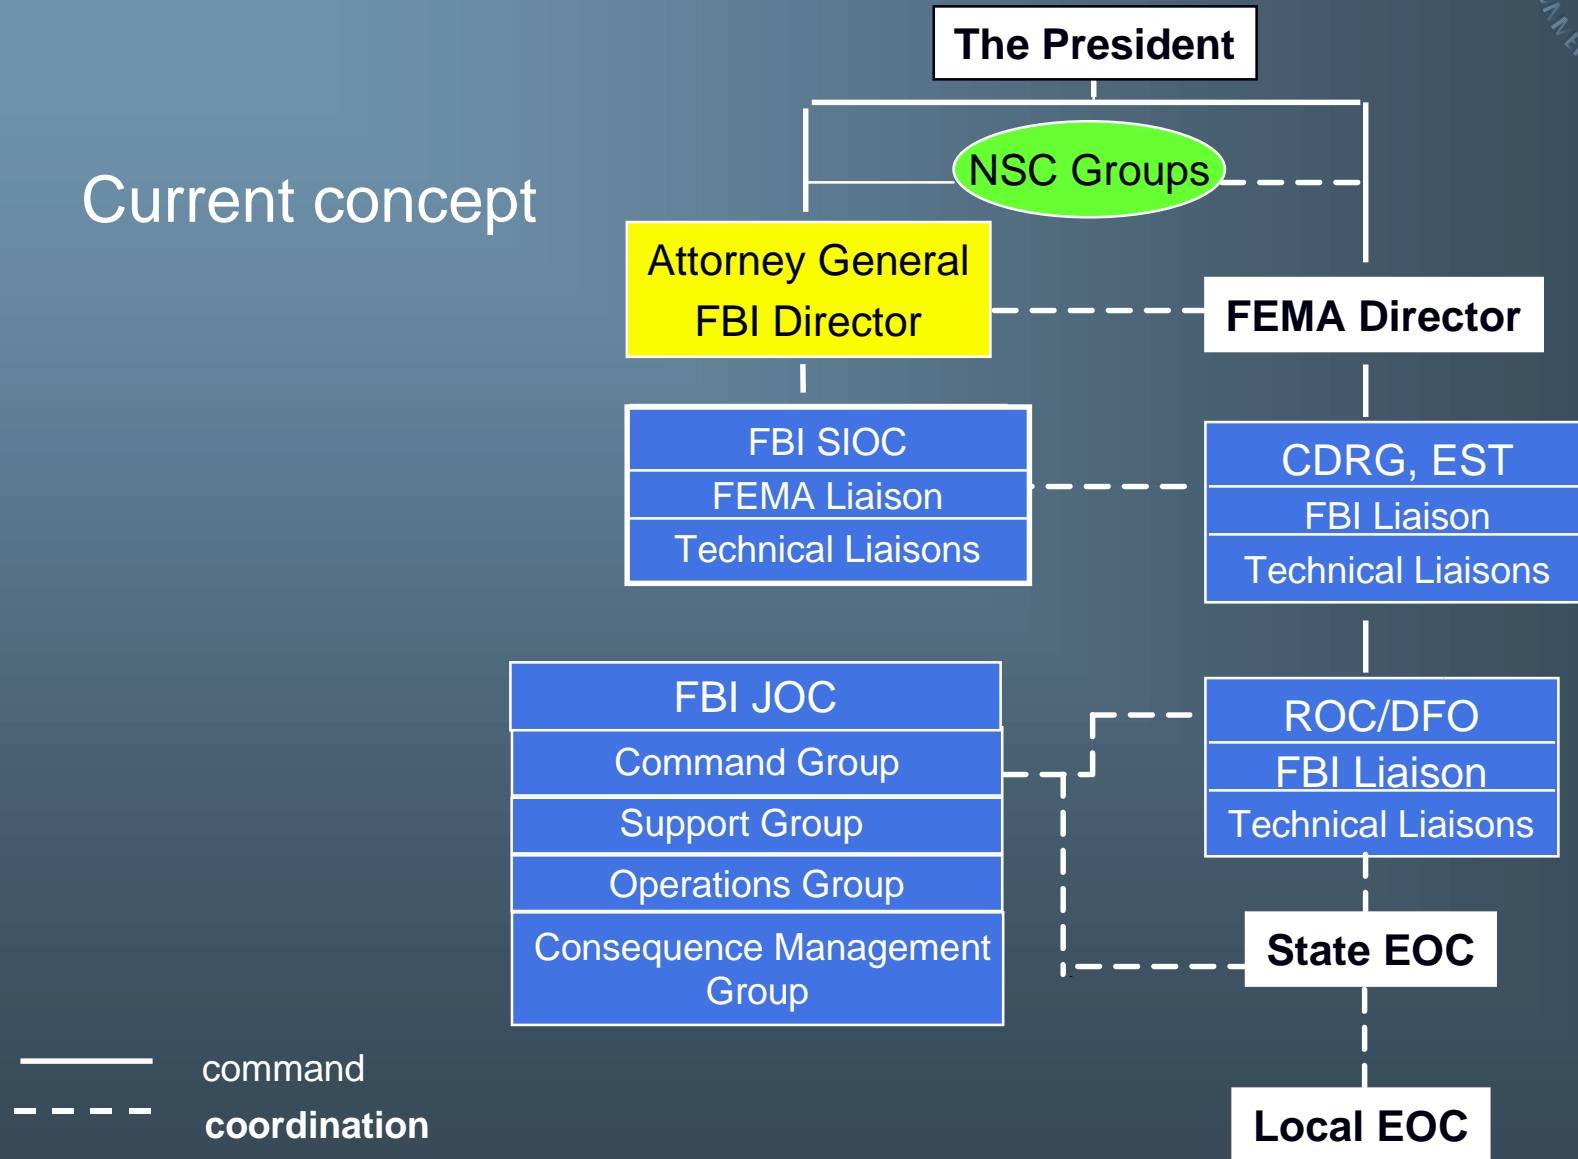 The President
NSC Groups
Current concept
Attorney General
FBI Director
FEMA Director
FBI SIOC
FEMA Liaison
Technical Liaisons
CDRG, EST
FBI Liaison
Technical Liaisons
FBI JOC
Command Group
Support Group
Operations Group
Consequence Management
Group
ROC/DFO
FBI Liaison
Technical Liaisons
State EOC
Local EOC
command
coordination